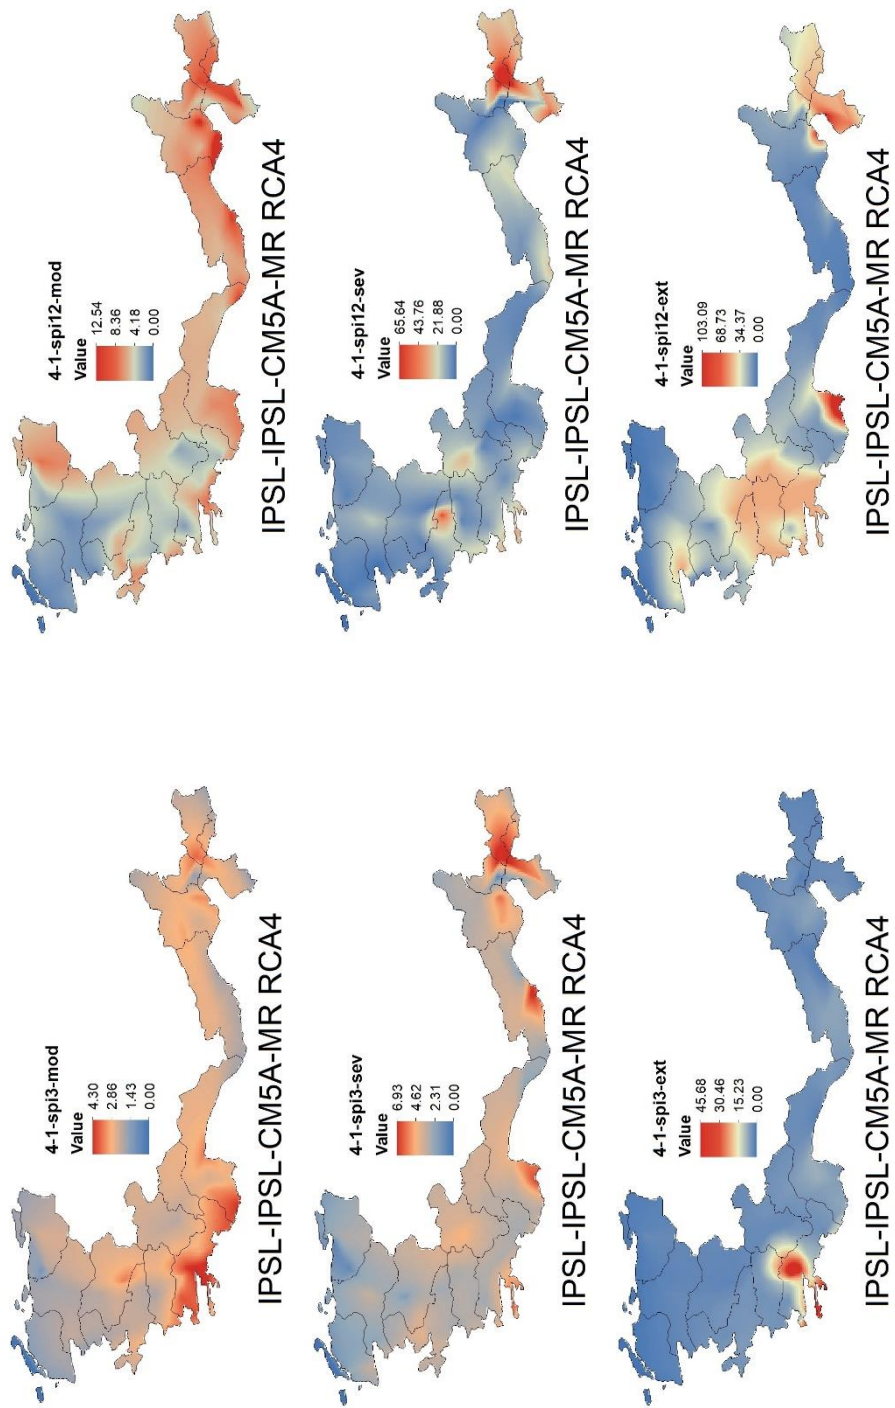 4-1-spi3-mod
Value
4.30
2.86
1.43
0.00
IPSL-IPSL-CM5A-MR RCA4
4-1-spi12-mod
Value
12.54
8.36
4.18
0.00
IPSL-IPSL-CM5A-MR RCA4
4-1-spi3-sev
Value
6.93
4.62
2.31
0.00
IPSL-IPSL-CM5A-MR RCA4
4-1-spi12-sev
Value
65.64
43.76
21.88
0.00
IPSL-IPSL-CM5A-MR RCA4
4-1-spi3-ext
Value
45.68
30.46
15.23
0.00
IPSL-IPSL-CM5A-MR RCA4
4-1-spi12-ext
Value
103.09
68.73
34.37
0.00
IPSL-IPSL-CM5A-MR RCA4